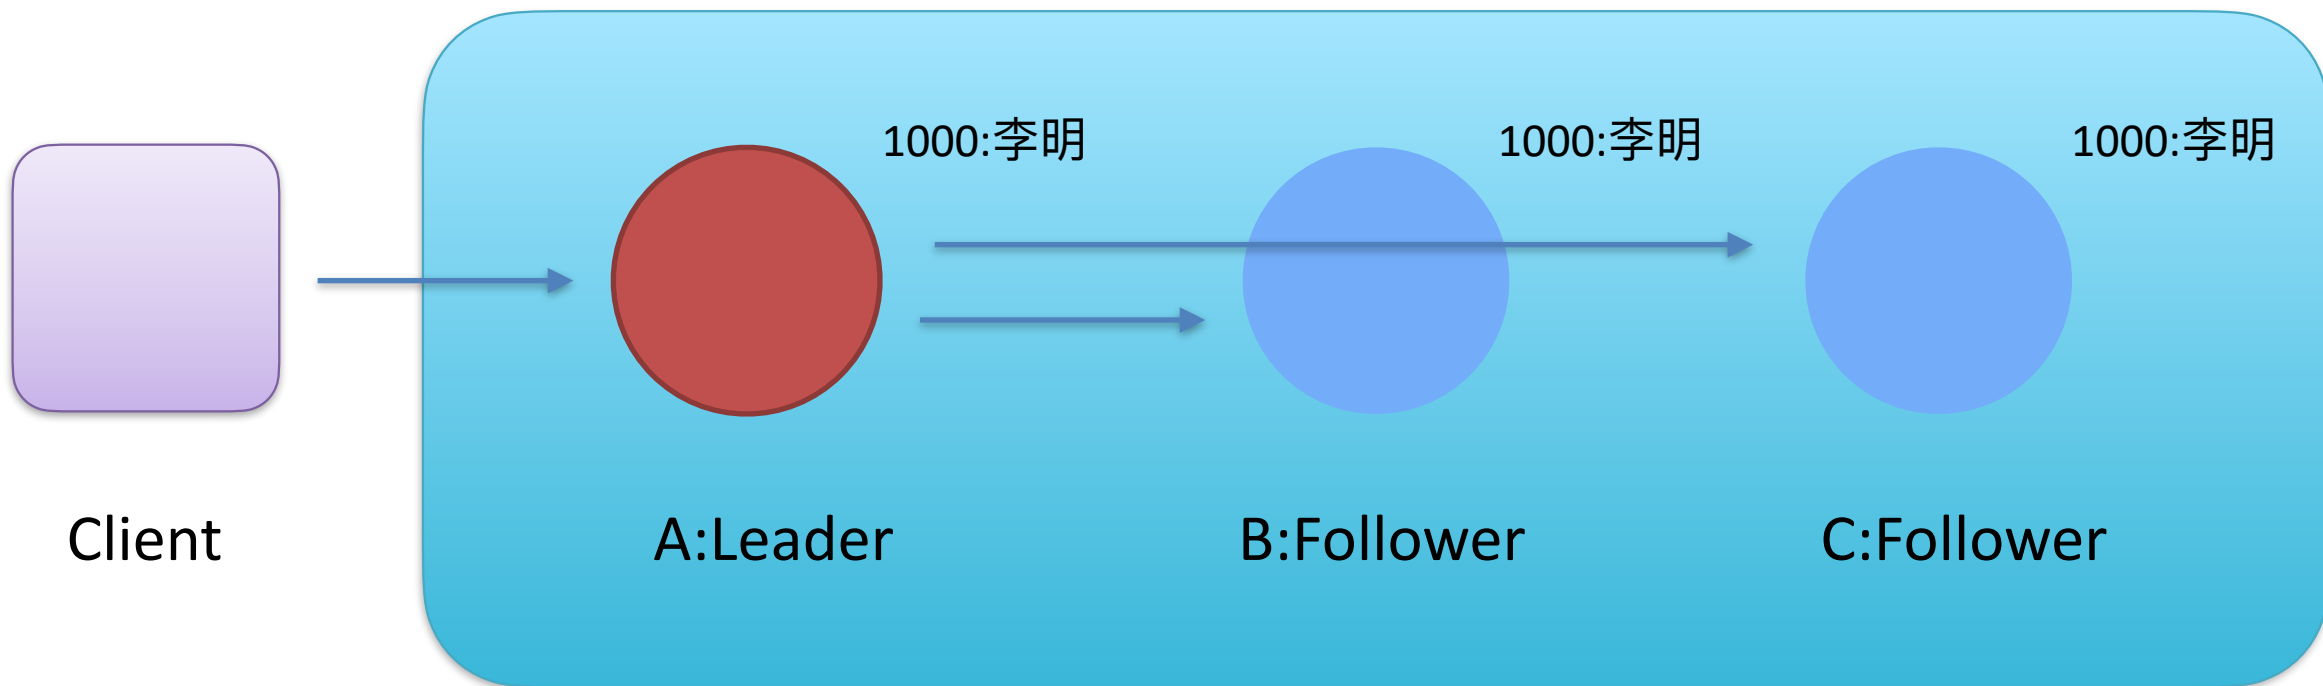 1000:李明
1000:李明
1000:李明
Client
A:Leader
B:Follower
C:Follower